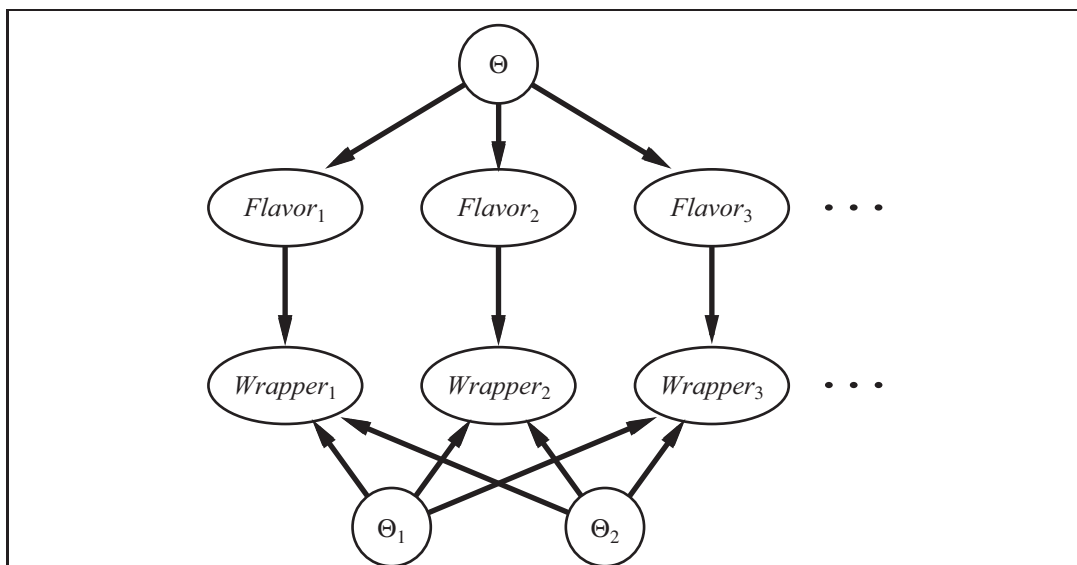 Θ
Flavor₁ Flavor₂ Flavor₃ . . .
Wrapper₁ Wrapper₂ Wrapper₃ . . .
Θ₁ Θ₂